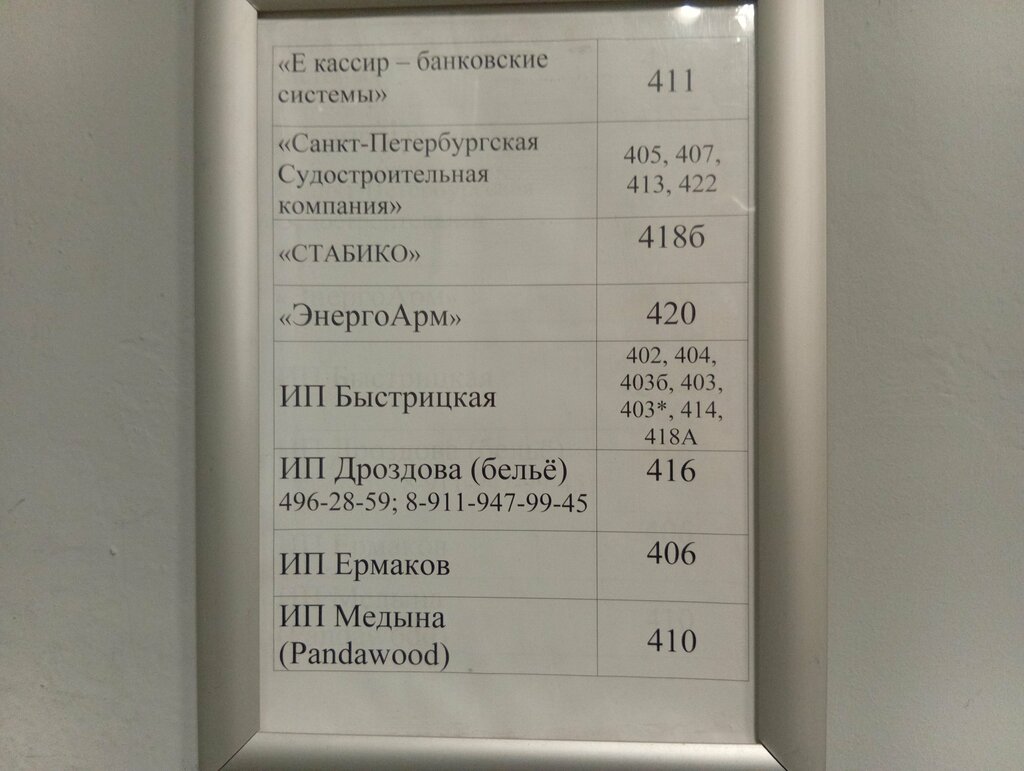 «Е кассир – банковские
системы»
411
«Санкт-Петербургская
Судостроительная
компания»
405, 407,
413, 422
«СТАБИКО»
418б
«ЭнергоАрм»
420
ИП Быстрицкая
402, 404,
403б, 403,
403*, 414,
418А
ИП Дроздова (бельё)
496-28-59; 8-911-947-99-45
416
ИП Ермаков
406
ИП Медына
(Pandawood)
410